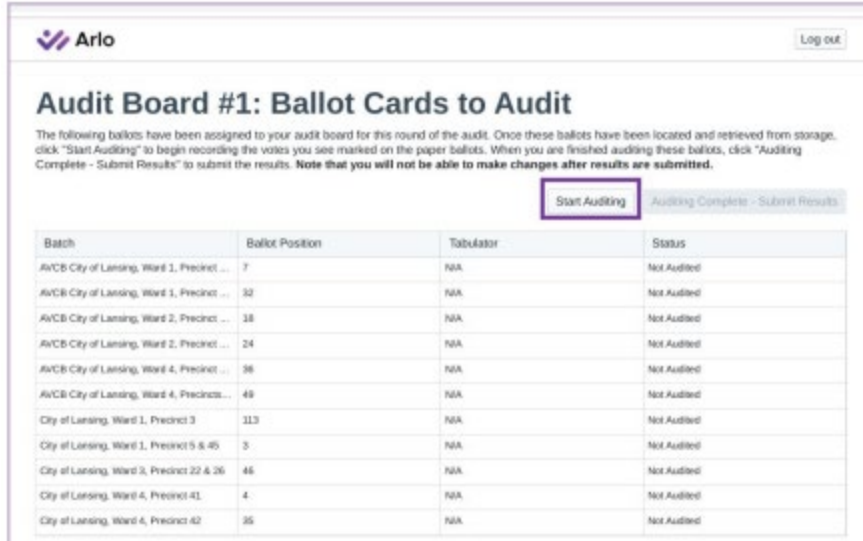 Arlo
Log out
Audit Board #1: Ballot Cards to Audit
The following ballots have been assigned to your audit board for this round of the audit. Once these ballots have been located and retrieved from storage,
click "Start Auditing" to begin recording the votes you see marked on the paper ballots. When you are finished auditing these ballots, click "Auditing
Complete - Submit Results" to submit the results. Note that you will not be able to make changes after results are submitted.
Start Auditing Auditing Complete - Submit Results
Batch Ballot Position Tabulator Status
AVCB City of Lansing, Ward 1, Precinct ... 7 N/A Not Audited
AVCB City of Lansing, Ward 1, Precinct ... 32 N/A Not Audited
AVCB City of Lansing, Ward 2, Precinct ... 18 N/A Not Audited
AVCB City of Lansing, Ward 2, Precinct ... 24 N/A Not Audited
AVCB City of Lansing, Ward 4, Precinct ... 36 N/A Not Audited
AVCB City of Lansing, Ward 4, Precincts... 49 N/A Not Audited
City of Lansing, Ward 1, Precinct 3 113 N/A Not Audited
City of Lansing, Ward 1, Precinct 5 & 45 3 N/A Not Audited
City of Lansing, Ward 3, Precinct 22 & 26 46 N/A Not Audited
City of Lansing, Ward 4, Precinct 41 4 N/A Not Audited
City of Lansing, Ward 4, Precinct 42 35 N/A Not Audited